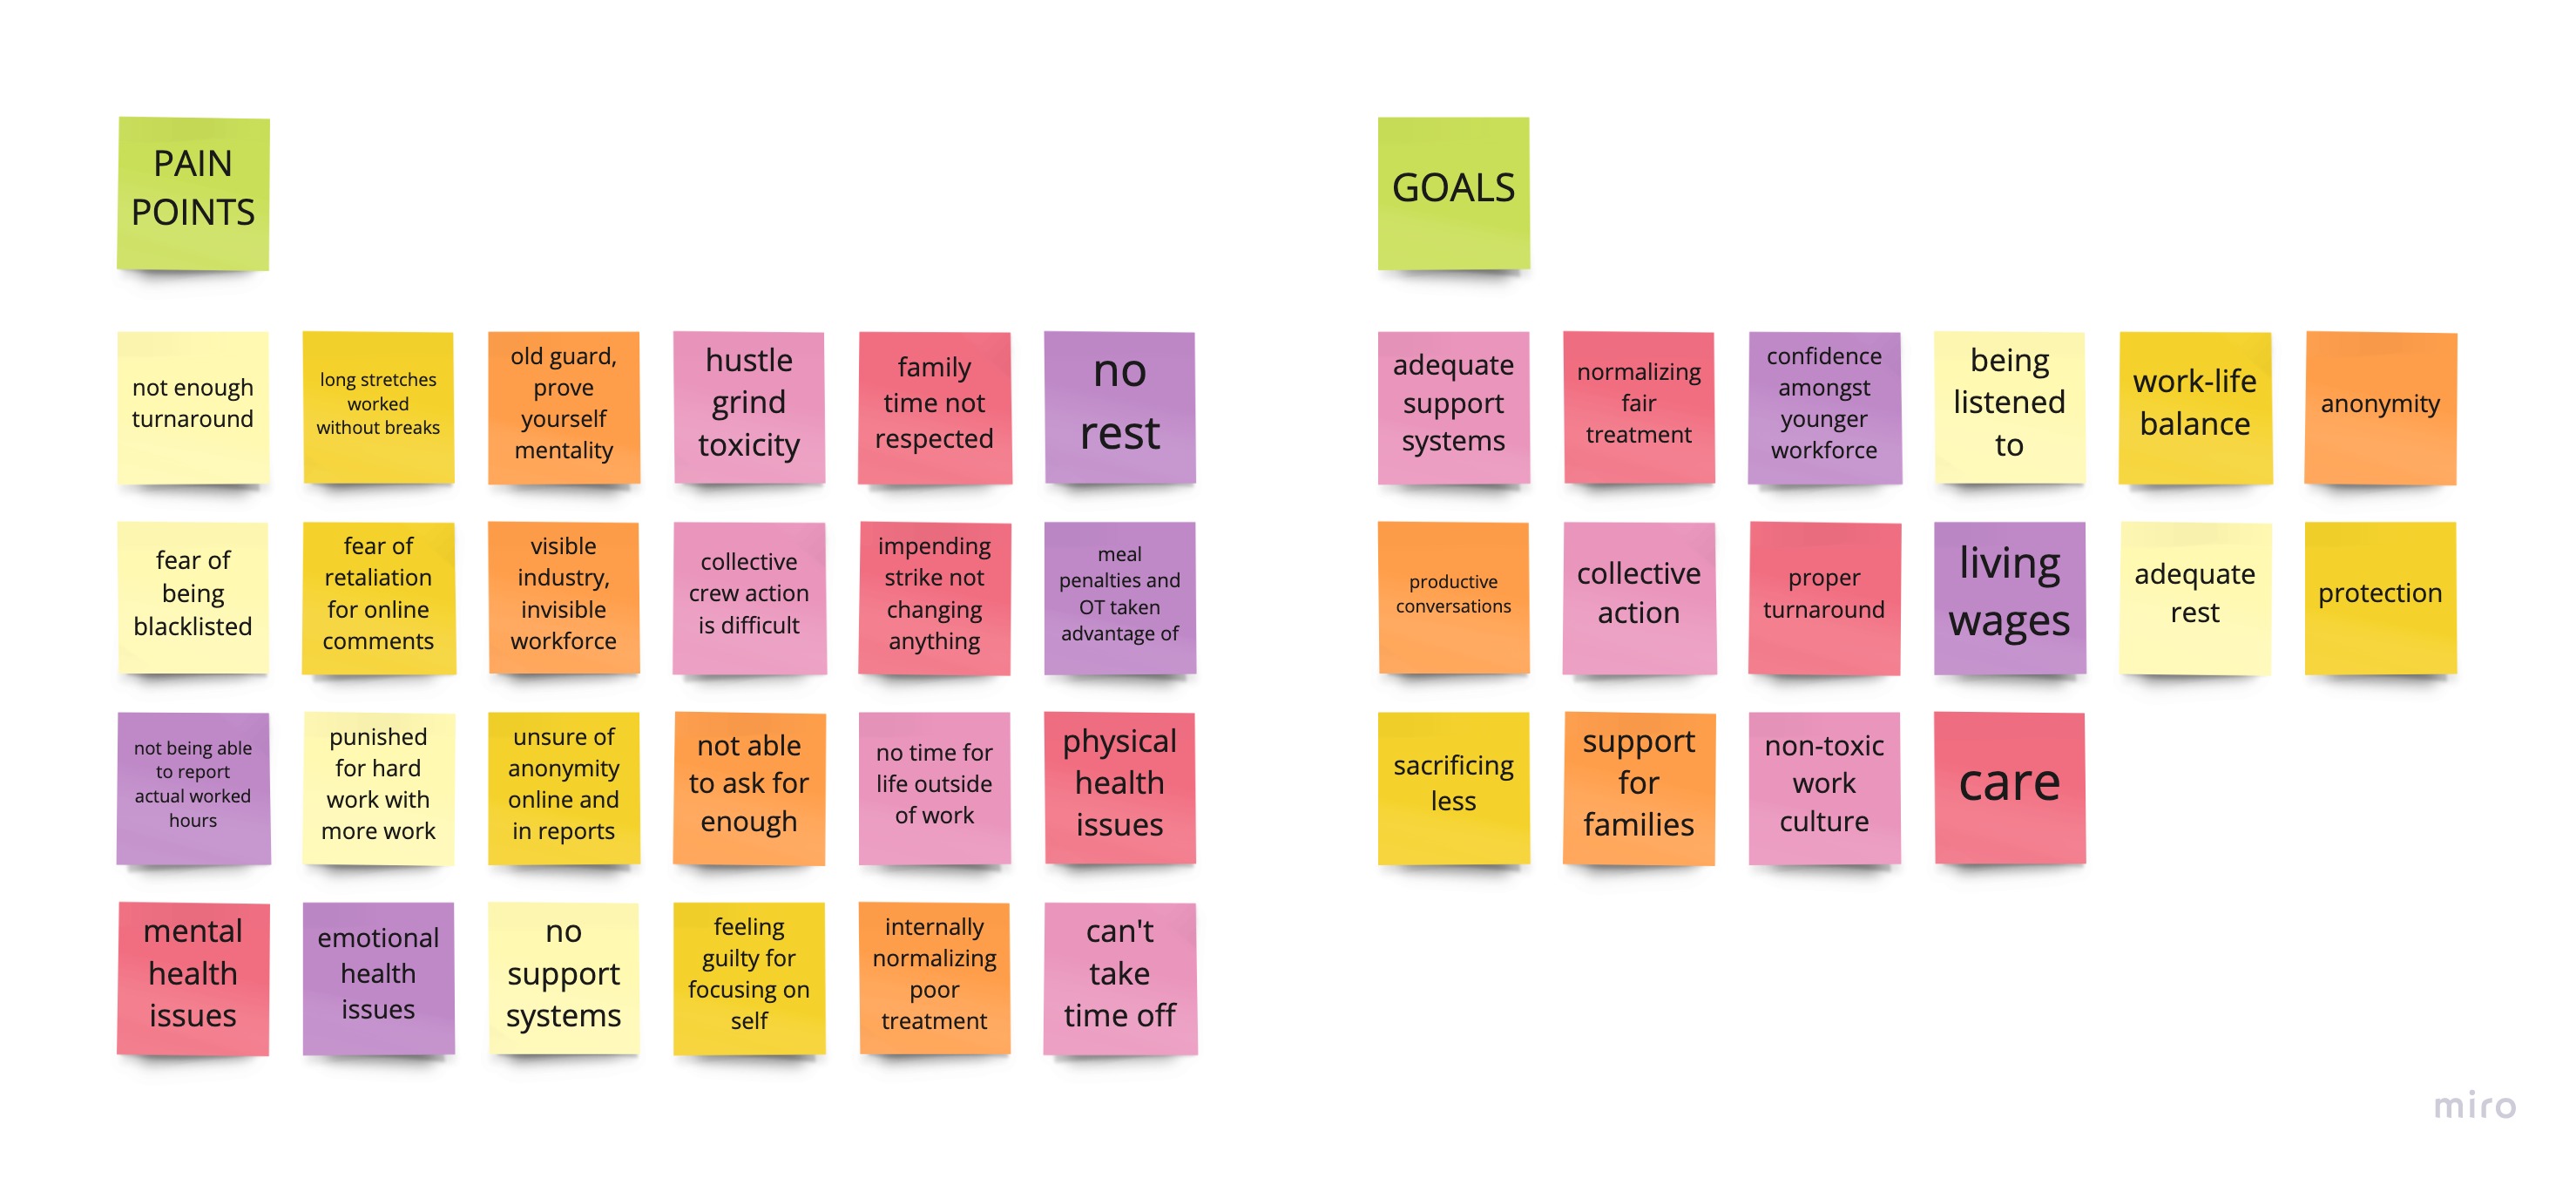 PAIN
POINTS
GOALS
not enough
turnaround
long stretches
worked
without breaks
old guard,
prove
yourself
mentality
hustle
grind
toxicity
family
time not
respected
no
rest
fear of
being
blacklisted
fear of
retaliation
for online
comments
visible
industry,
invisible
workforce
collective
crew action
is difficult
impending
strike not
changing
anything
meal
penalties and
OT taken
advantage of
not being able
to report
actual worked
hours
punished
for hard
work with
more work
unsure of
anonymity
online and
in reports
not able
to ask for
enough
no time for
life outside
of work
physical
health
issues
mental
health
issues
emotional
health
issues
no
support
systems
feeling
guilty for
focusing on
self
internally
normalizing
poor
treatment
can't
take
time off
adequate
support
systems
normalizing
fair
treatment
confidence
amongst
younger
workforce
being
listened
to
work-life
balance
anonymity
productive
conversations
collective
action
proper
turnaround
living
wages
adequate
rest
protection
sacrificing
less
support
for
families
non-toxic
work
culture
care
miro